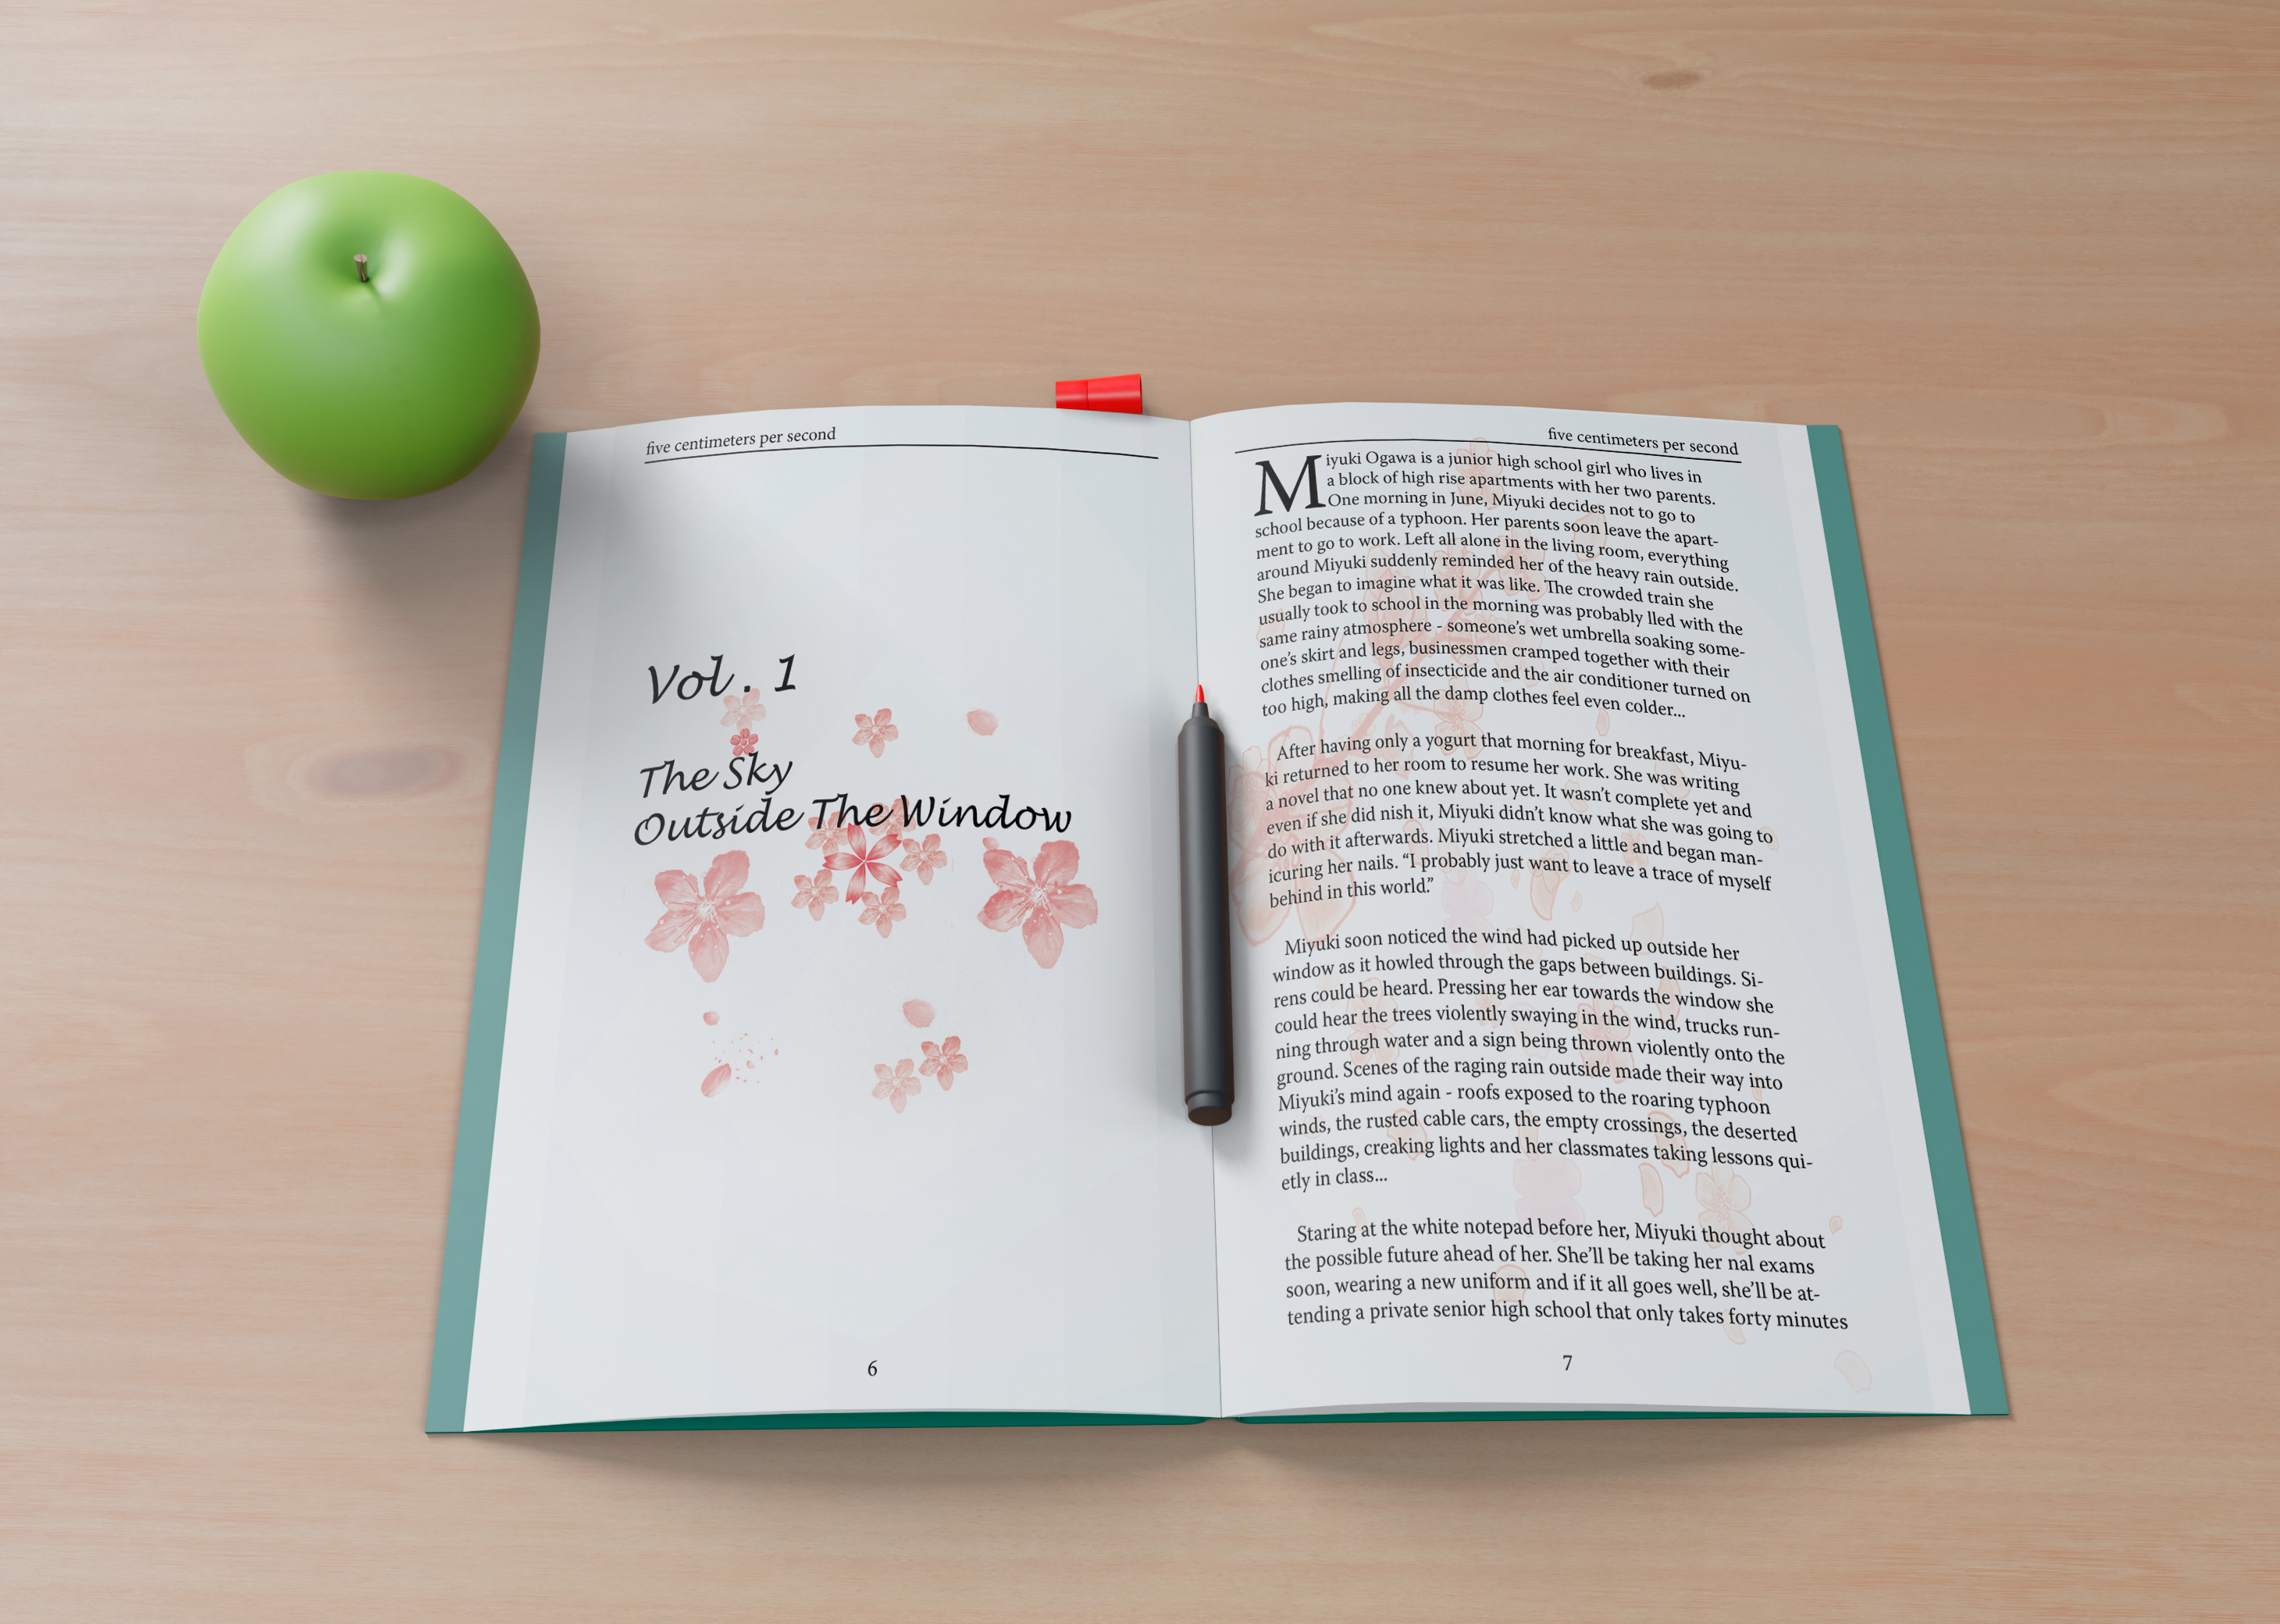 five centimeters per second
Vol. 1
The Sky
Outside The Window
6
five centimeters per second
Miyuki Ogawa is a junior high school girl who lives in
a block of high rise apartments with her two parents.
One morning in June, Miyuki decides not to go to
school because of a typhoon. Her parents soon leave the apart-
ment to go to work. Left all alone in the living room, everything
around Miyuki suddenly reminded her of the heavy rain outside.
She began to imagine what it was like. The crowded train she
usually took to school in the morning was probably lled with the
same rainy atmosphere - someone’s wet umbrella soaking some-
one’s skirt and legs, businessmen cramped together with their
clothes smelling of insecticide and the air conditioner turned on
too high, making all the damp clothes feel even colder...
After having only a yogurt that morning for breakfast, Miyu-
ki returned to her room to resume her work. She was writing
a novel that no one knew about yet. It wasn’t complete yet and
even if she did nish it, Miyuki didn’t know what she was going to
do with it afterwards. Miyuki stretched a little and began man-
icuring her nails. “I probably just want to leave a trace of myself
behind in this world.”
Miyuki soon noticed the wind had picked up outside her
window as it howled through the gaps between buildings. Si-
rens could be heard. Pressing her ear towards the window she
could hear the trees violently swaying in the wind, trucks run-
ning through water and a sign being thrown violently onto the
ground. Scenes of the raging rain outside made their way into
Miyuki’s mind again - roofs exposed to the roaring typhoon
winds, the rusted cable cars, the empty crossings, the deserted
buildings, creaking lights and her classmates taking lessons qui-
etly in class...
Staring at the white notepad before her, Miyuki thought about
the possible future ahead of her. She’ll be taking her nal exams
soon, wearing a new uniform and if it all goes well, she’ll be at-
tending a private senior high school that only takes forty minutes
7